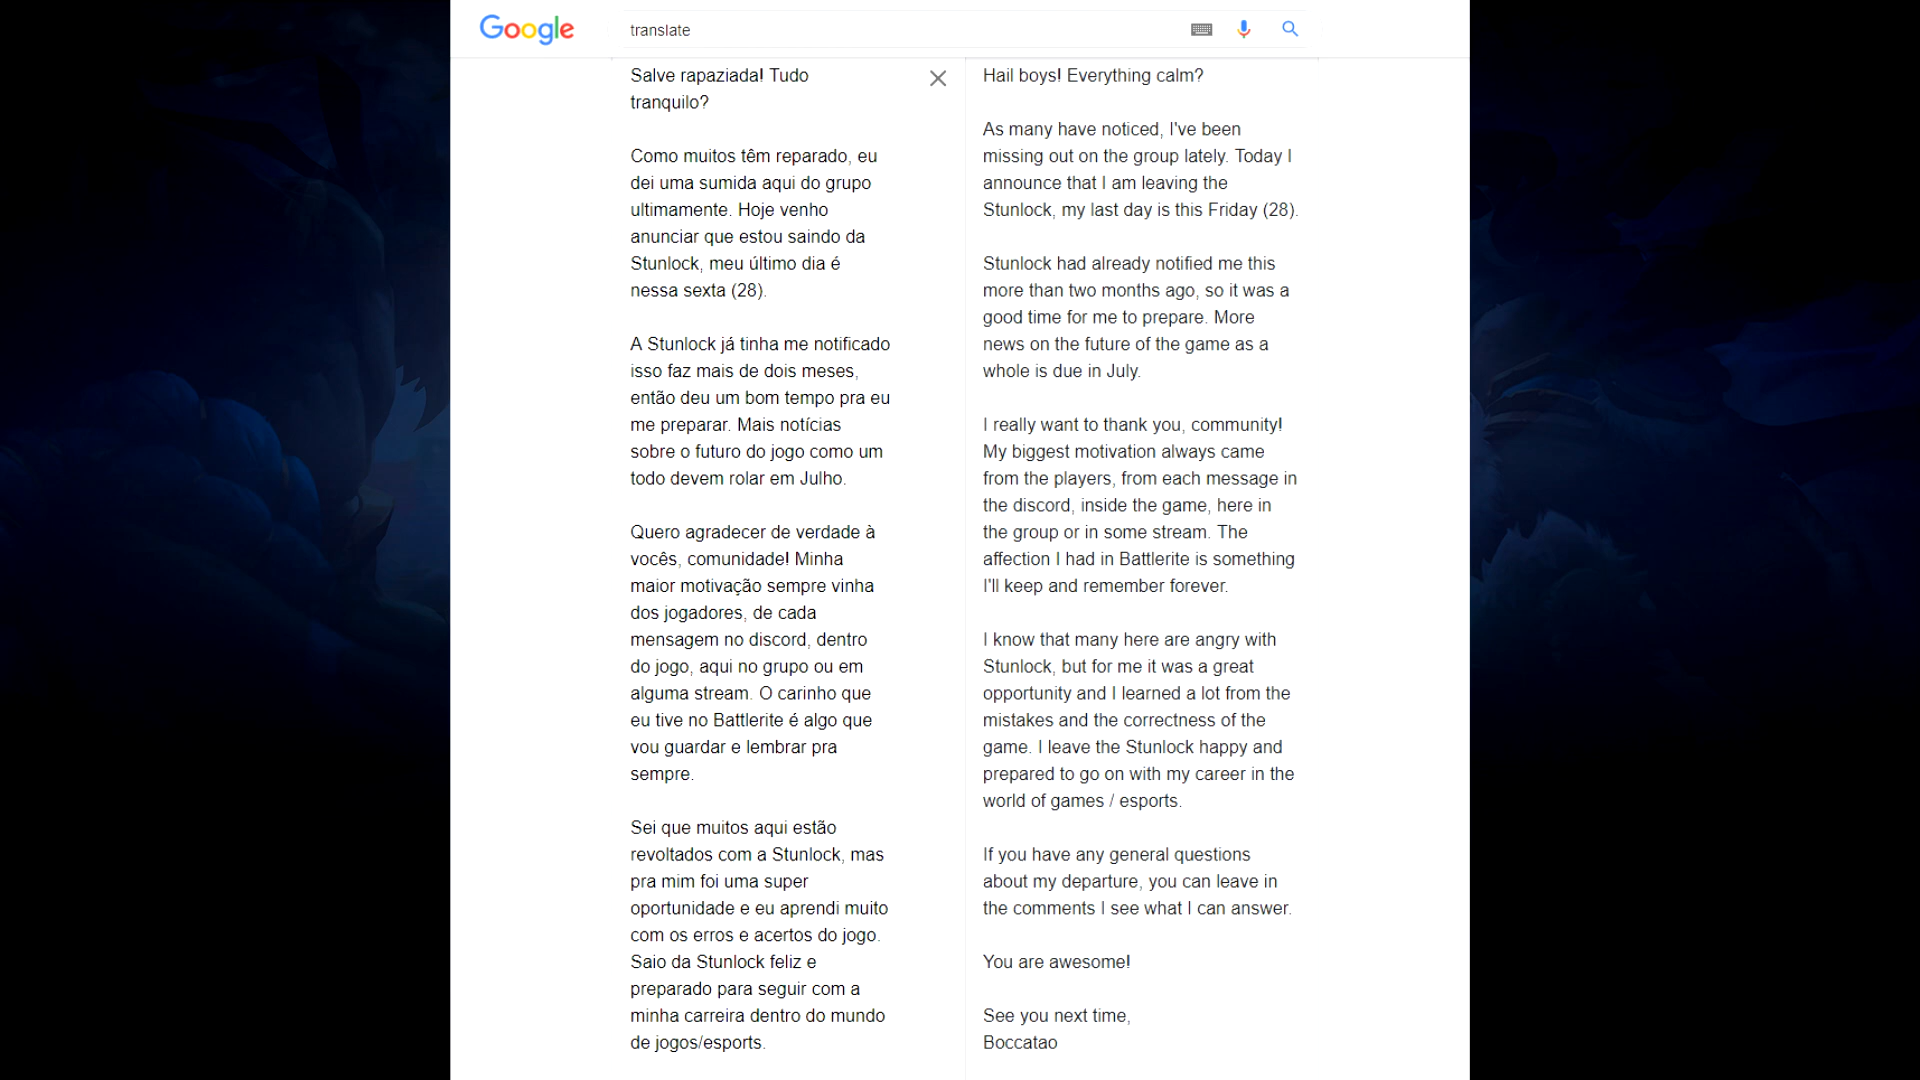 Google
translate
Salve rapaziada! Tudo
tranquilo?
Como muitos têm reparado, eu
dei uma sumida aqui do grupo
ultimamente. Hoje venho
anunciar que estou saindo da
Stunlock, meu último dia é
nessa sexta (28).
A Stunlock já tinha me notificado
isso faz mais de dois meses,
então deu um bom tempo pra eu
me preparar. Mais notícias
sobre o futuro do jogo como um
todo devem rolar em Julho.
Quero agradecer de verdade à
vocês, comunidade! Minha
maior motivação sempre vinha
dos jogadores, de cada
mensagem no discord, dentro
do jogo, aqui no grupo ou em
alguma stream. O carinho que
eu tive no Battlerite é algo que
vou guardar e lembrar pra
sempre.
Sei que muitos aqui estão
revoltados com a Stunlock, mas
pra mim foi uma super
oportunidade e eu aprendi muito
com os erros e acertos do jogo.
Saio da Stunlock feliz e
preparado para seguir com a
minha carreira dentro do mundo
de jogos/esports.
Hail boys! Everything calm?
As many have noticed, I've been
missing out on the group lately. Today I
announce that I am leaving the
Stunlock, my last day is this Friday (28).
Stunlock had already notified me this
more than two months ago, so it was a
good time for me to prepare. More
news on the future of the game as a
whole is due in July.
I really want to thank you, community!
My biggest motivation always came
from the players, from each message in
the discord, inside the game, here in
the group or in some stream. The
affection I had in Battlerite is something
I'll keep and remember forever.
I know that many here are angry with
Stunlock, but for me it was a great
opportunity and I learned a lot from the
mistakes and the correctness of the
game. I leave the Stunlock happy and
prepared to go on with my career in the
world of games / esports.
If you have any general questions
about my departure, you can leave in
the comments I see what I can answer.
You are awesome!
See you next time,
Boccatao